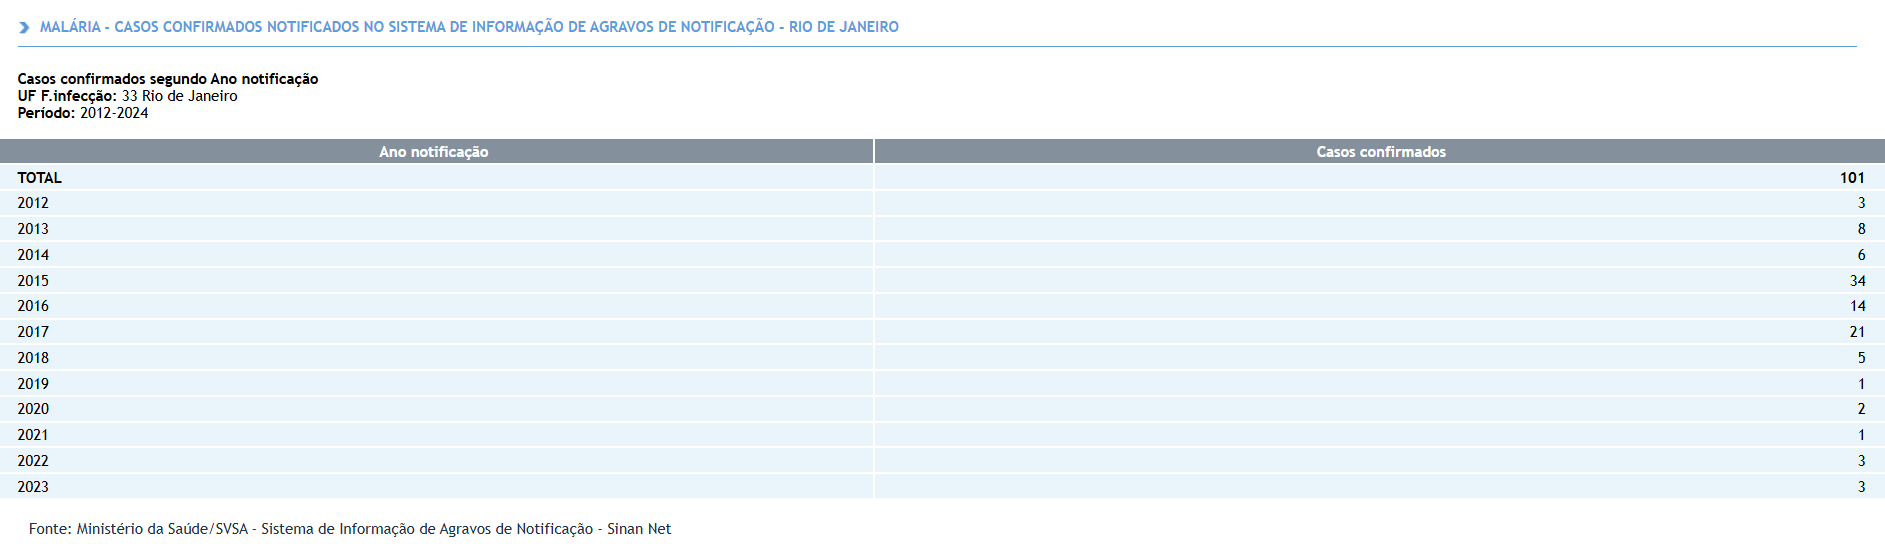 MALÁRIA - CASOS CONFIRMADOS NOTIFICADOS NO SISTEMA DE INFORMAÇÃO DE AGRAVOS DE NOTIFICAÇÃO - RIO DE JANEIRO
Casos confirmados segundo Ano notificação
UF F.infecção: 33 Rio de Janeiro
Período: 2012-2024
Ano notificação Casos confirmados
TOTAL 101
2012 3
2013 8
2014 6
2015 34
2016 14
2017 21
2018 5
2019 1
2020 2
2021 1
2022 3
2023 3
Fonte: Ministério da Saúde/SVSA - Sistema de Informação de Agravos de Notificação - Sinan Net